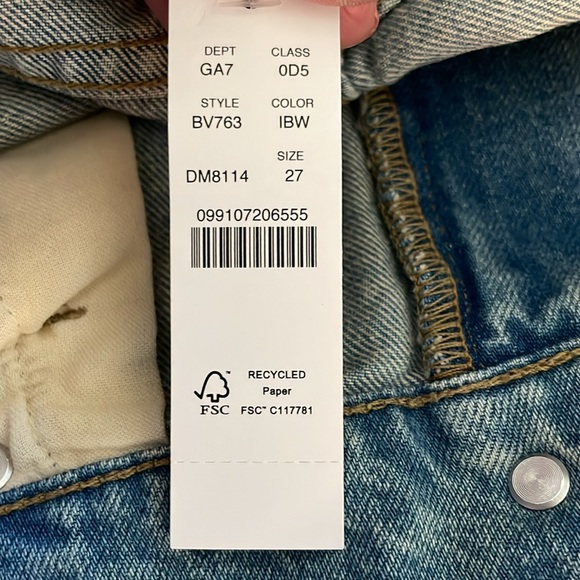 DEPT CLASS
GA7 0D5
STYLE COLOR
BV763 IBW
SIZE
DM8114 27
099107206555
RECYCLED
Paper
FSC™ C117781
FSC